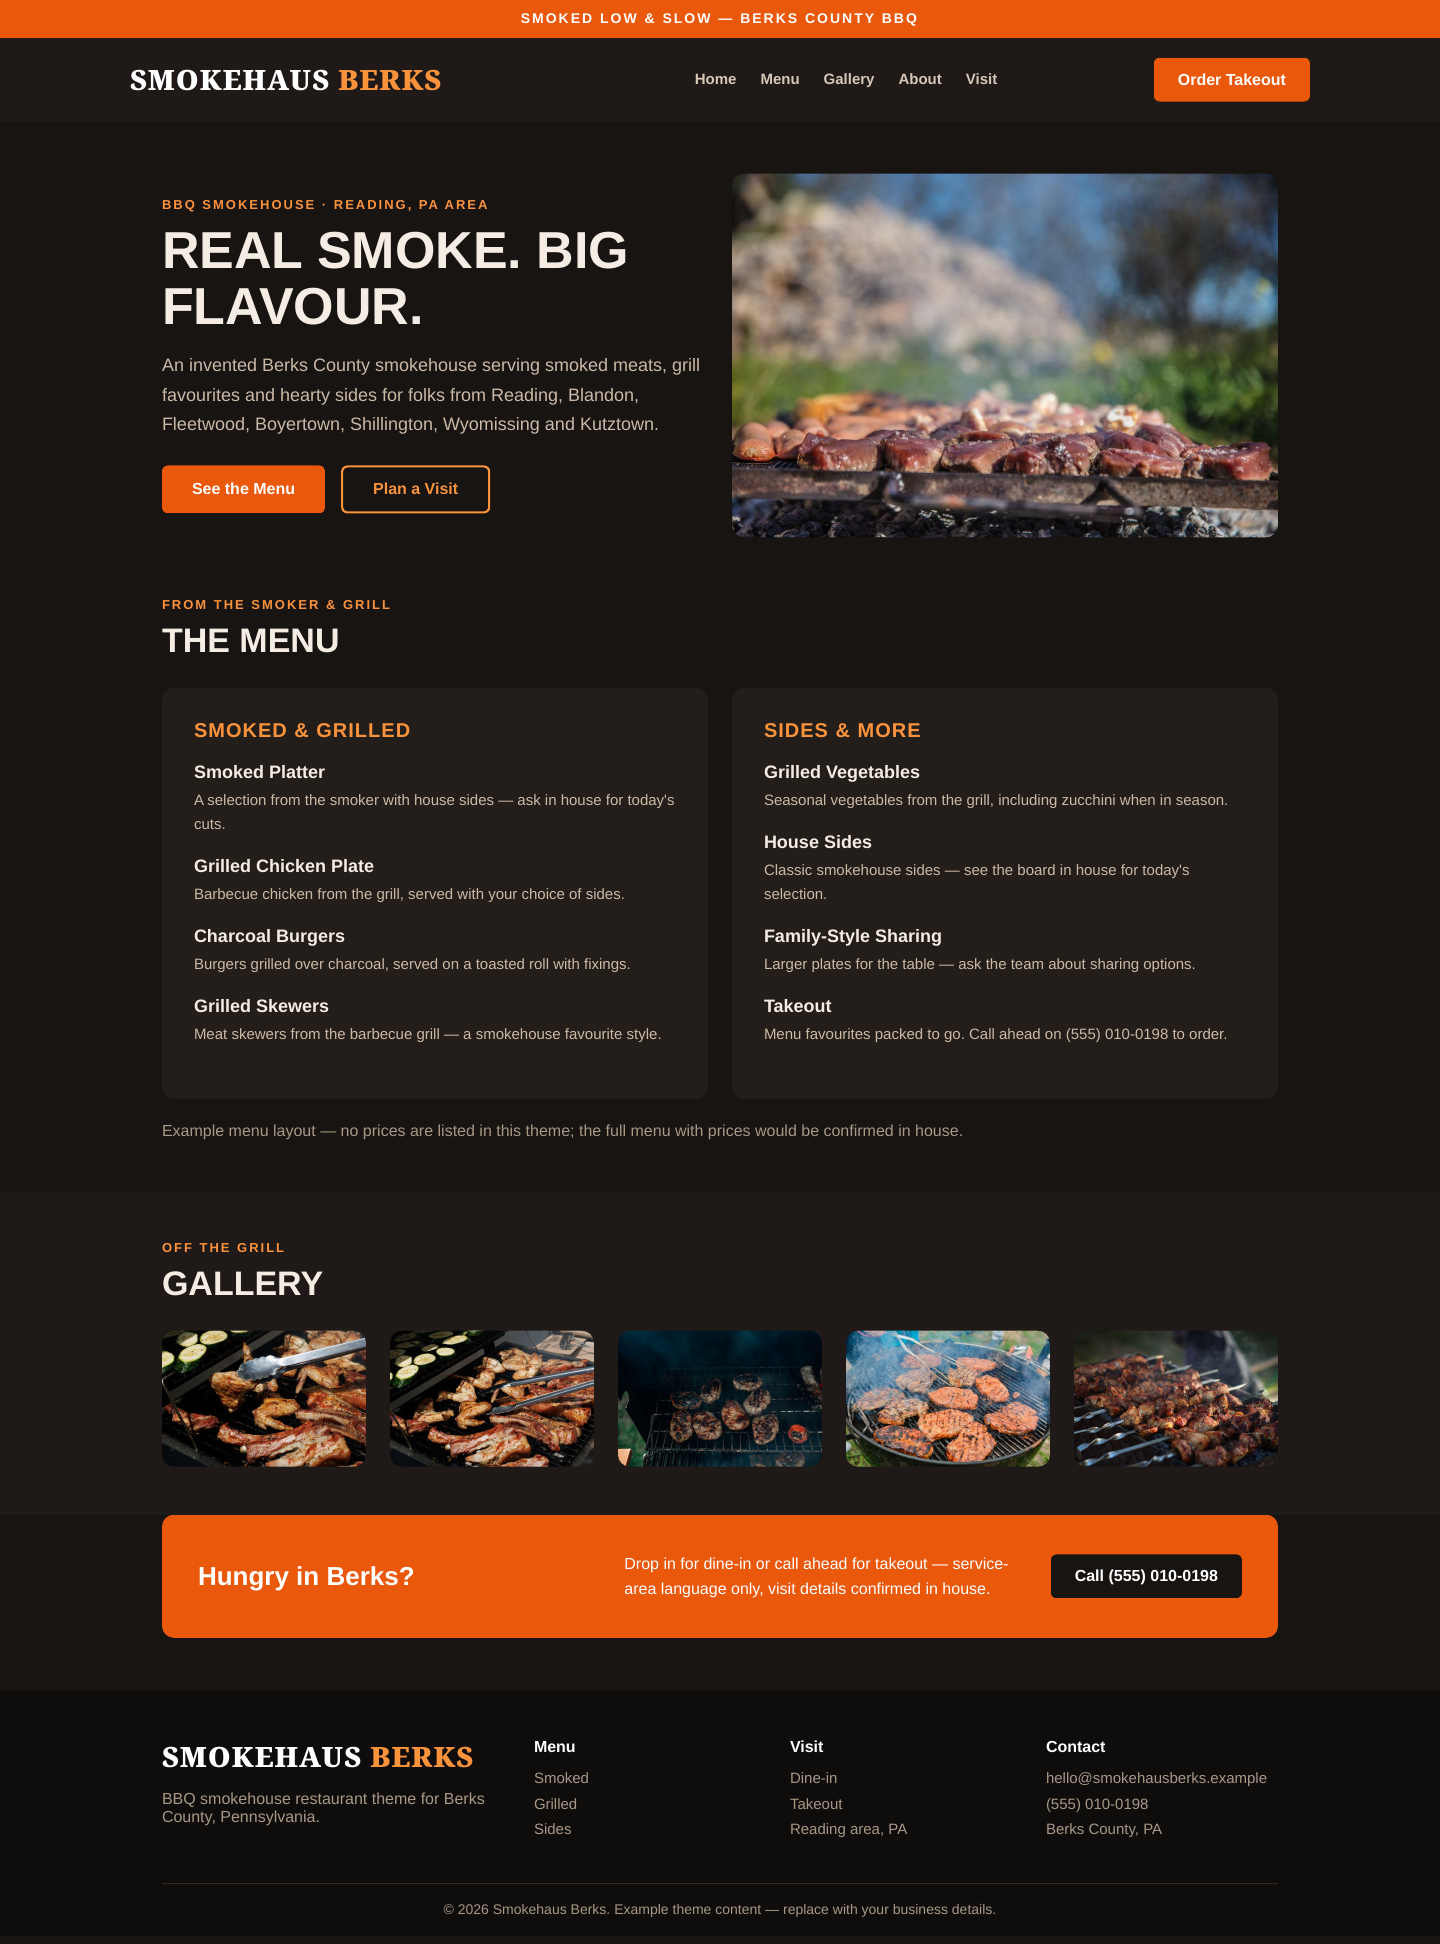 SMOKED LOW & SLOW — BERKS COUNTY BBQ
SMOKEHAUS BERKS
Home Menu Gallery About Visit
Order Takeout
BBQ SMOKEHOUSE · READING, PA AREA
REAL SMOKE. BIG
FLAVOUR.
An invented Berks County smokehouse serving smoked meats, grill
favourites and hearty sides for folks from Reading, Blandon,
Fleetwood, Boyertown, Shillington, Wyomissing and Kutztown.
See the Menu
Plan a Visit
FROM THE SMOKER & GRILL
THE MENU
SMOKED & GRILLED
Smoked Platter
A selection from the smoker with house sides — ask in house for today's
cuts.
Grilled Chicken Plate
Barbecue chicken from the grill, served with your choice of sides.
Charcoal Burgers
Burgers grilled over charcoal, served on a toasted roll with fixings.
Grilled Skewers
Meat skewers from the barbecue grill — a smokehouse favourite style.
SIDES & MORE
Grilled Vegetables
Seasonal vegetables from the grill, including zucchini when in season.
House Sides
Classic smokehouse sides — see the board in house for today's
selection.
Family-Style Sharing
Larger plates for the table — ask the team about sharing options.
Takeout
Menu favourites packed to go. Call ahead on (555) 010-0198 to order.
Example menu layout — no prices are listed in this theme; the full menu with prices would be confirmed in house.
OFF THE GRILL
GALLERY
Hungry in Berks?
Drop in for dine-in or call ahead for takeout — service-
area language only, visit details confirmed in house.
Call (555) 010-0198
SMOKEHAUS BERKS
BBQ smokehouse restaurant theme for Berks
County, Pennsylvania.
Menu
Smoked
Grilled
Sides
Visit
Dine-in
Takeout
Reading area, PA
Contact
hello@smokehausberks.example
(555) 010-0198
Berks County, PA
© 2026 Smokehaus Berks. Example theme content — replace with your business details.